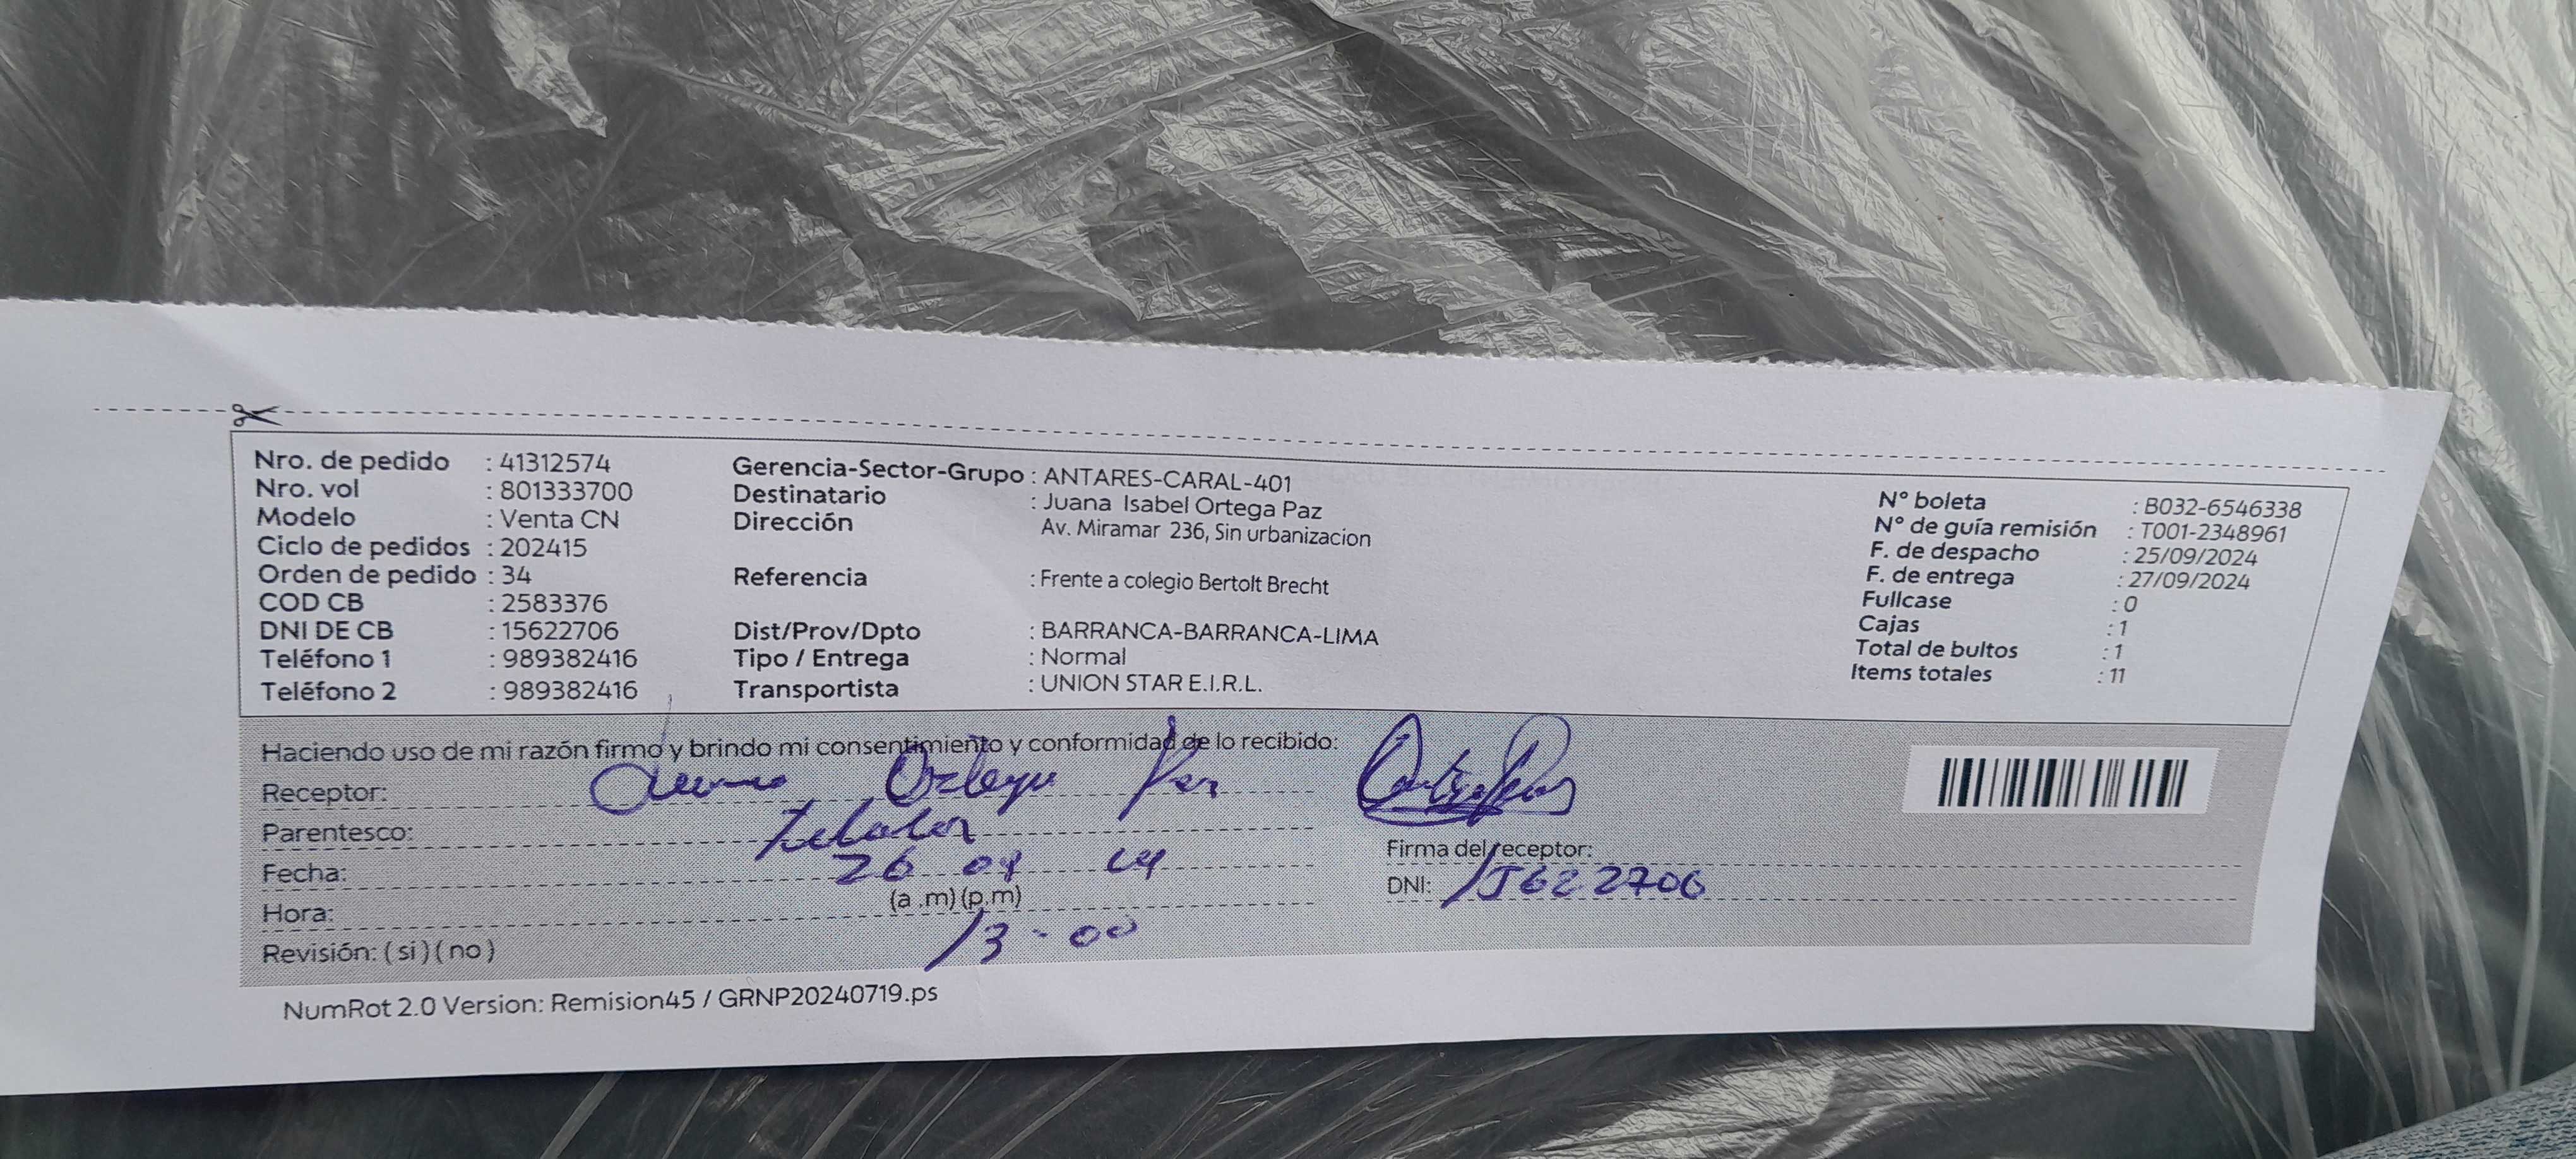 Nro. de pedido : 41312574
Nro. vol : 801333700
Modelo : Venta CN
Ciclo de pedidos : 202415
Orden de pedido : 34
COD CB : 2583376
DNI DE CB : 15622706
Teléfono 1 : 989382416
Teléfono 2 : 989382416
Gerencia-Sector-Grupo : ANTARES-CARAL-401
Destinatario : Juana Isabel Ortega Paz
Dirección Av. Miramar 236, Sin urbanizacion
Referencia : Frente a colegio Bertolt Brecht
Dist/Prov/Dpto : BARRANCA-BARRANCA-LIMA
Tipo / Entrega : Normal
Transportista : UNION STAR E.I.R.L.
N° boleta : B032-6546338
N° de guía remisión : T001-2348961
F. de despacho : 25/09/2024
F. de entrega : 27/09/2024
Fullcase : 0
Cajas : 1
Total de bultos : 1
Items totales : 11
Haciendo uso de mi razón firmo y brindo mi consentimiento y conformidad de lo recibido:
Receptor: Ortega Paz
Parentesco:
Fecha: 26
Hora: (a .m) (p.m)
13-00
Revisión: ( si ) ( no )
Firma del receptor:
DNI: 15622706
NumRot 2.0 Version: Remision45 / GRNP20240719.ps